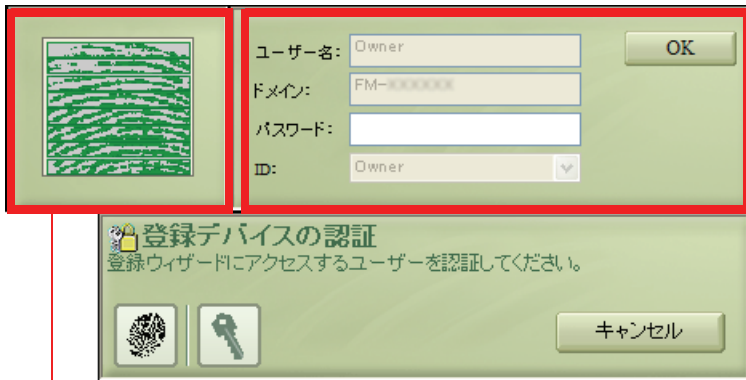 ユーザー名: Owner
OK
ドメイン: FM-
パスワード:
ID: Owner
登録デバイスの認証
登録ウィザードにアクセスするユーザーを認証してください。
キャンセル